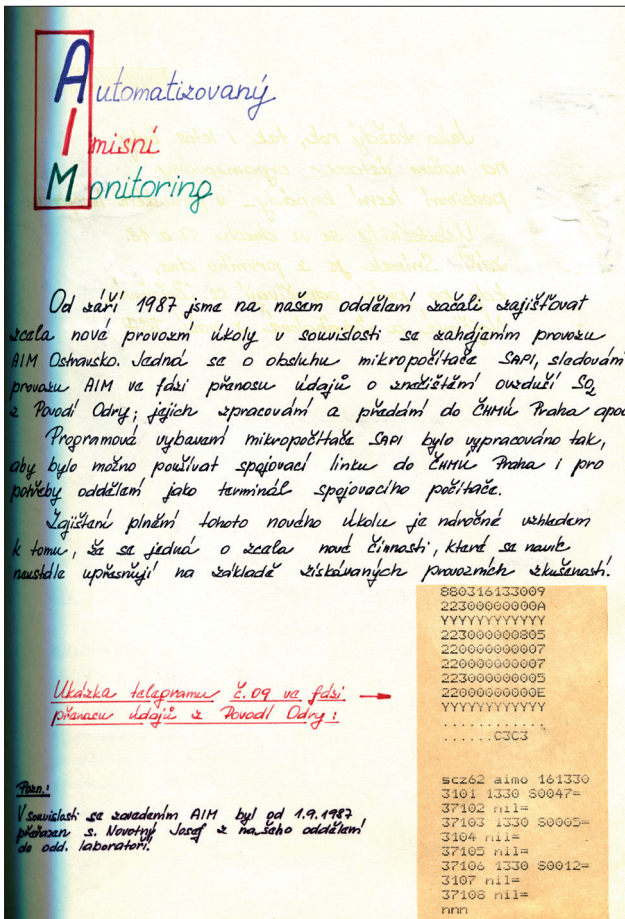 Automatizovaný
Imisní
Monitoring
Od září 1987 jsme na našem oddělení začali zajišťovat
zcela nové provozní úkoly v souvislosti se zahájením provozu
AIM Ostravsko. Jedná se o obsluhu mikropočítače SAPI, sledování
provozu AIM ve fázi přenosu údajů o znečištění ovzduší SO2
z Povodí Odry; jejich zpracování a předání do ČHMÚ Praha apod
Programové vybavení mikropočítače SAPI bylo vypracováno tak,
aby bylo možno používat spojovací linku do ČHMÚ Praha i pro
potřeby oddělení jako terminál spojovacího počítače.
Zajištění plnění tohoto nového úkolu je náročné vzhledem
k tomu, že se jedná o zcela nové činnosti, které se navíc
neustále upřesňují na základě získávaných provozních zkušeností.
880316133009
22300000000A
YYYYYYYYYYYY
223000000805
220000000007
220000000007
223000000005
22000000000E
YYYYYYYYYYYY
............
......C3C3
Ukázka telegramu č.09 ve fázi
přenosu údajů z Povodí Odry:
scz62 aimo 161330
3101 1330 S0047=
37102 nil=
37103 1330 S0005=
3104 nil=
37105 nil=
37106 1330 S0012=
3107 nil=
37108 nil=
nnn
Pozn.:
V souvislosti se zavedením AIM byl od 1.9.1987
přeřazen s. Novotný Josef z našeho oddělení
do odd. laboratoří.